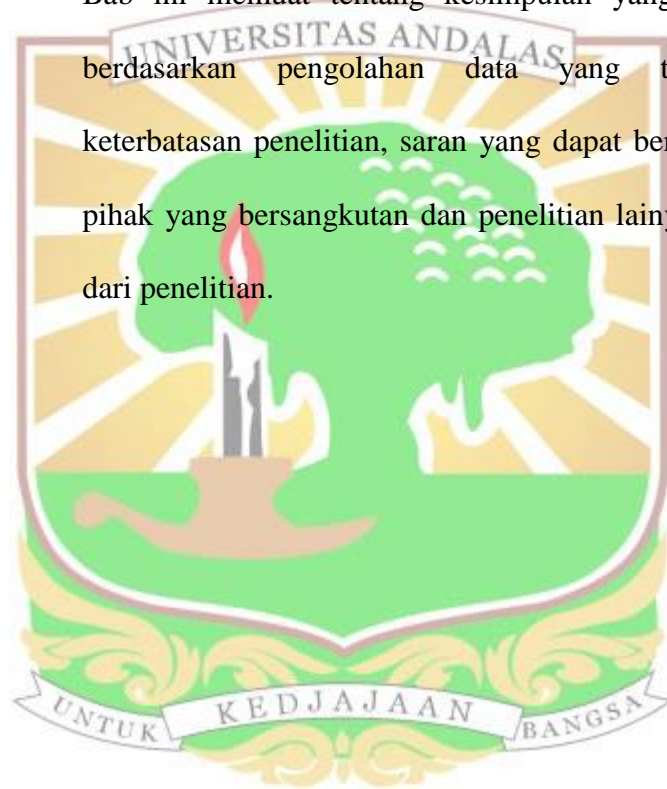 Bab ini memuat tentang kesimpulan yang
UNIVERSITAS ANDALAS
berdasarkan pengolahan data yang
keterbatasan penelitian, saran yang dapat
pihak yang bersangkutan dan penelitian
dari penelitian.
UNTUK KEDJAJAAN BANGSA